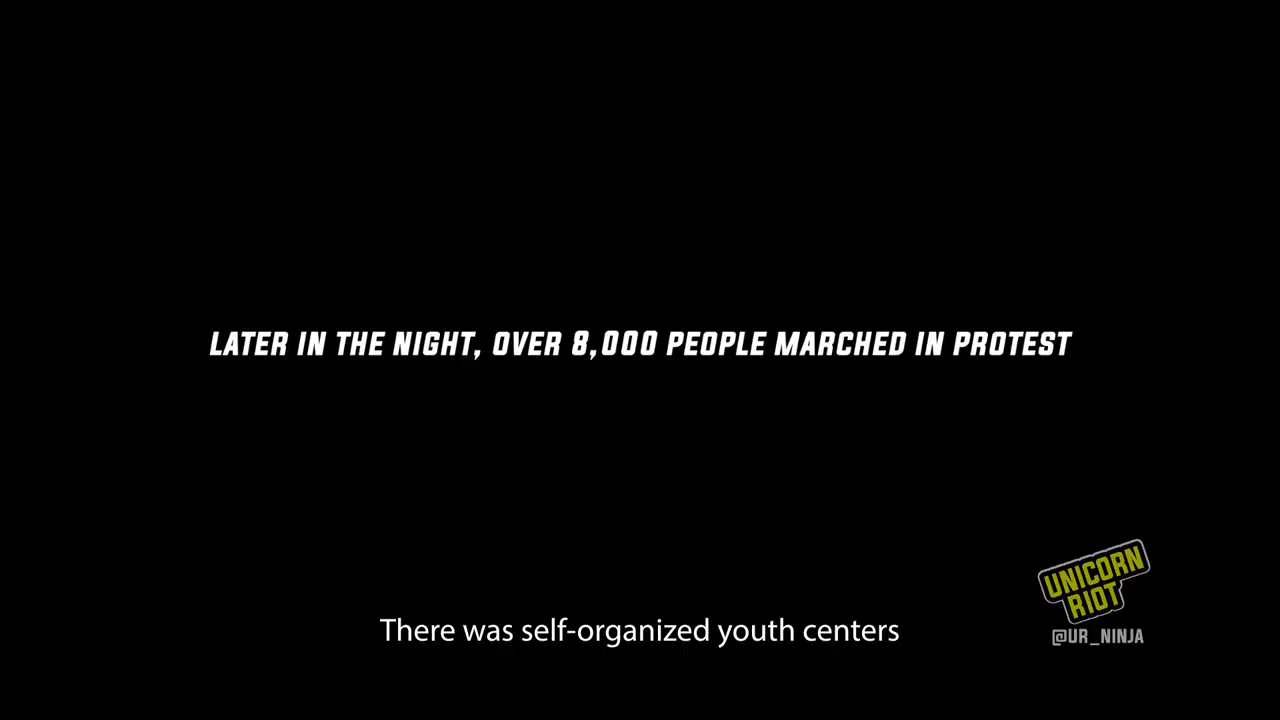 LATER IN THE NIGHT, OVER 8,000 PEOPLE MARCHED IN PROTEST
UNICORN
RIOT
@UR_NINJA
There was self-organized youth centers